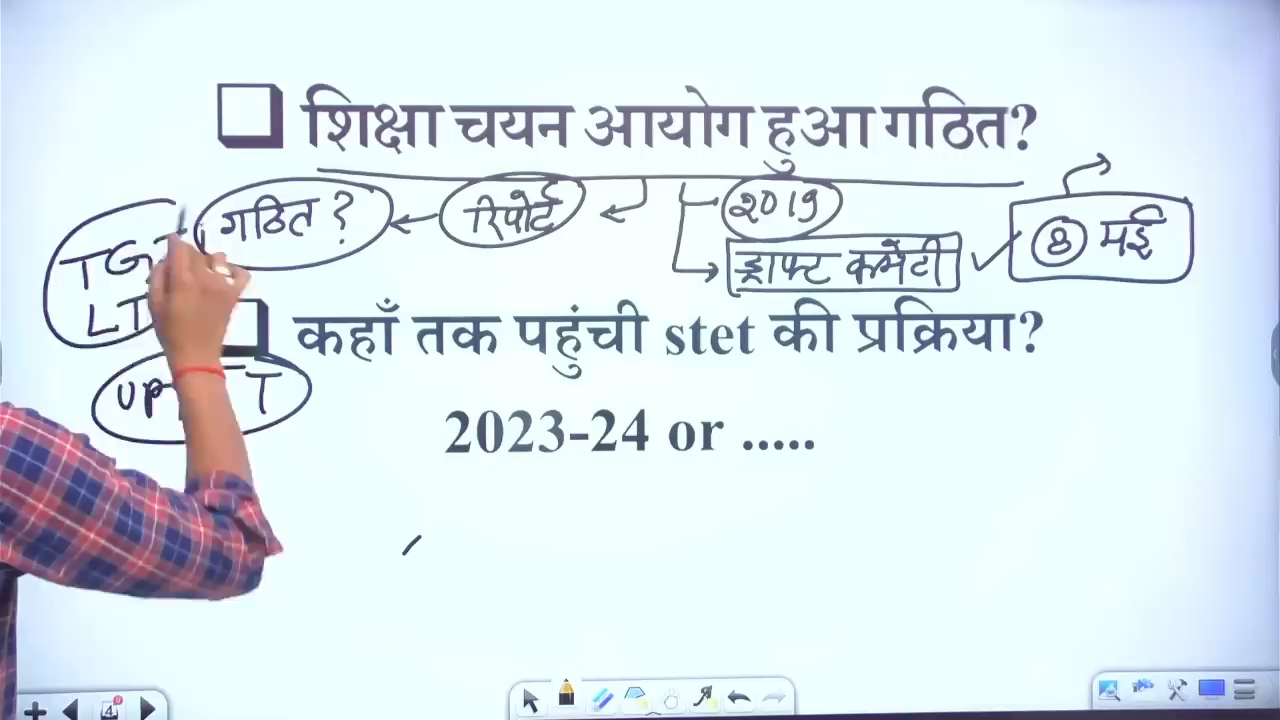 शिक्षा चयन आयोग हुआ गठित?
गठित ? रिपोर्ट 2019 8 मई
ड्राफ्ट कमेटी
कहाँ तक पहुंची stet की प्रक्रिया?
2023-24 or .....